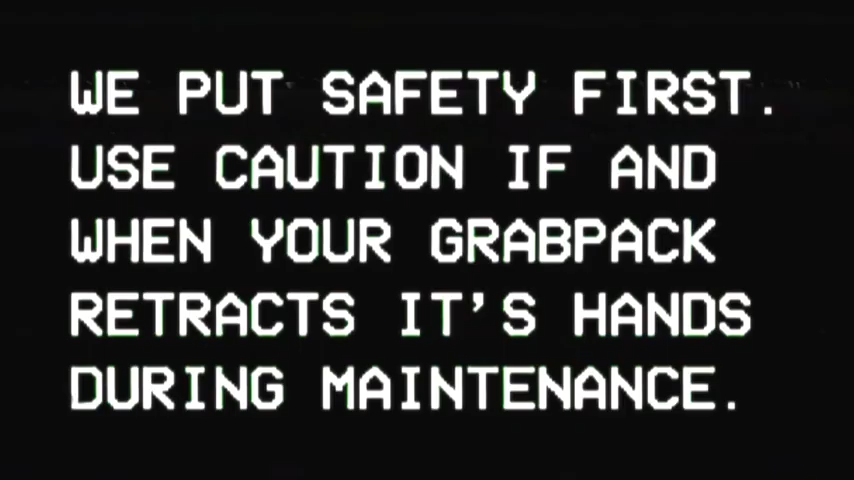 WE PUT SAFETY FIRST.
USE CAUTION IF AND
WHEN YOUR GRABPACK
RETRACTS IT'S HANDS
DURING MAINTENANCE.